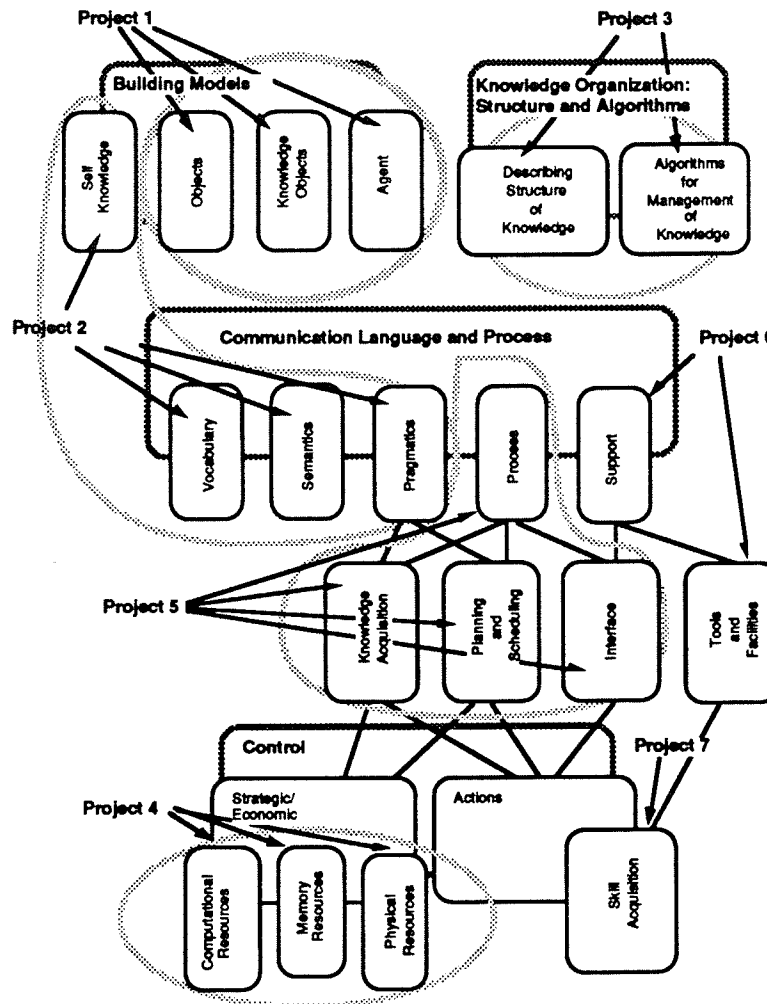 Project 1
Project 3
Building Models
Knowledge Organization:
Structure and Algorithms
Self
Knowledge
Objects
Knowledge
Objects
Agent
Describing
Structure
of
Knowledge
Algorithms
for
Management
of
Knowledge
Project 2
Communication Language and Process
Project 6
Vocabulary
Semantics
Pragmatics
Process
Support
Project 5
Knowledge
Acquisition
Planning
and
Scheduling
Interface
Tools
and
Facilities
Control
Project 7
Project 4
Strategic/
Economic
Actions
Computational
Resources
Memory
Resources
Physical
Resources
Skill
Acquisition